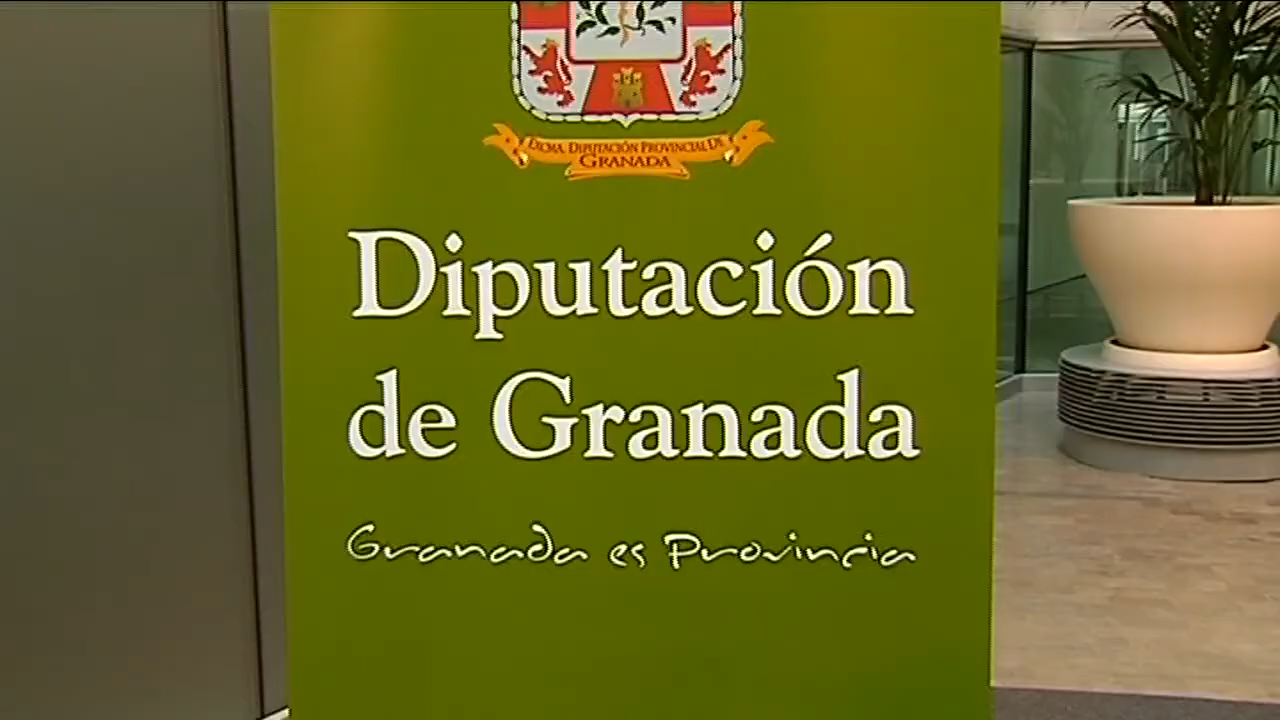 EXCMA. DIPUTACIÓN PROVINCIAL DE
GRANADA
Diputación
de Granada
Granada es Provincia